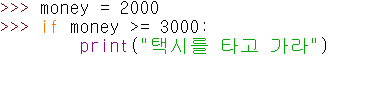 >>> money = 2000
>>> if money >= 3000:
        print("택시를 타고 가라")